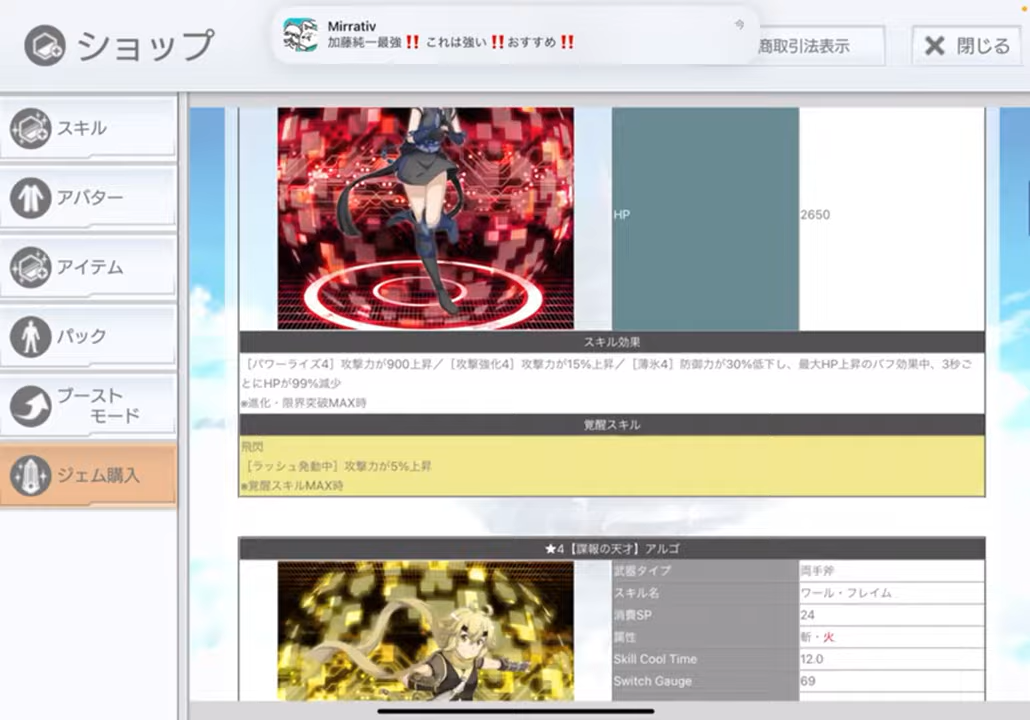 ショップ
Mirrativ
加藤純一最強‼️ これは強い‼️おすすめ‼️
今
商取引法表示
閉じる
スキル
アバター
アイテム
パック
ブースト
モード
ジェム購入
HP
2650
スキル効果
［パワーライズ4］攻撃力が900上昇／［攻撃強化4］攻撃力が15%上昇／［薄氷4］防御力が30%低下し、最大HP上昇のバフ効果中、3秒ご
とにHPが99%減少
※進化・限界突破MAX時
覚醒スキル
飛閃
［ラッシュ発動中］攻撃力が5%上昇
※覚醒スキルMAX時
★4【諜報の天才】アルゴ
武器タイプ
両手斧
スキル名
ワール・フレイム
消費SP
24
属性
斬・火
Skill Cool Time
12.0
Switch Gauge
69